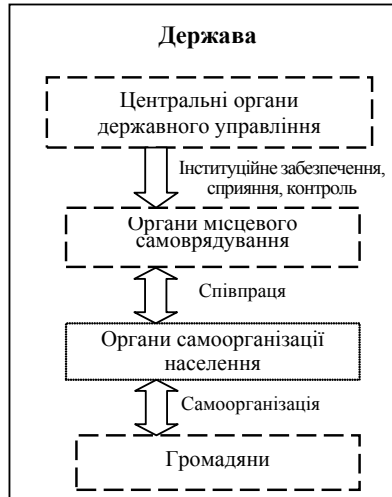 Держава
Центральні органи
державного управління
Інституційне забезпечення,
сприяння, контроль
Органи місцевого
самоврядування
Співпраця
Органи самоорганізації
населення
Самоорганізація
Громадяни